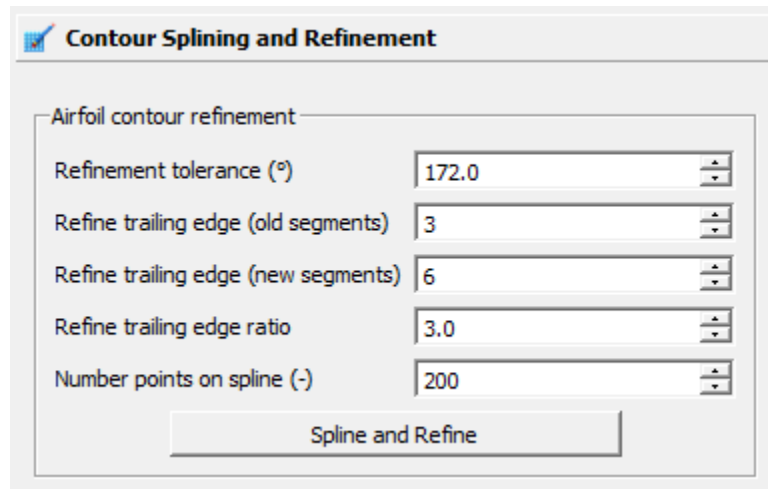 Contour Splining and Refinement
Airfoil contour refinement
Refinement tolerance (°) 172.0
Refine trailing edge (old segments) 3
Refine trailing edge (new segments) 6
Refine trailing edge ratio 3.0
Number points on spline (-) 200
Spline and Refine